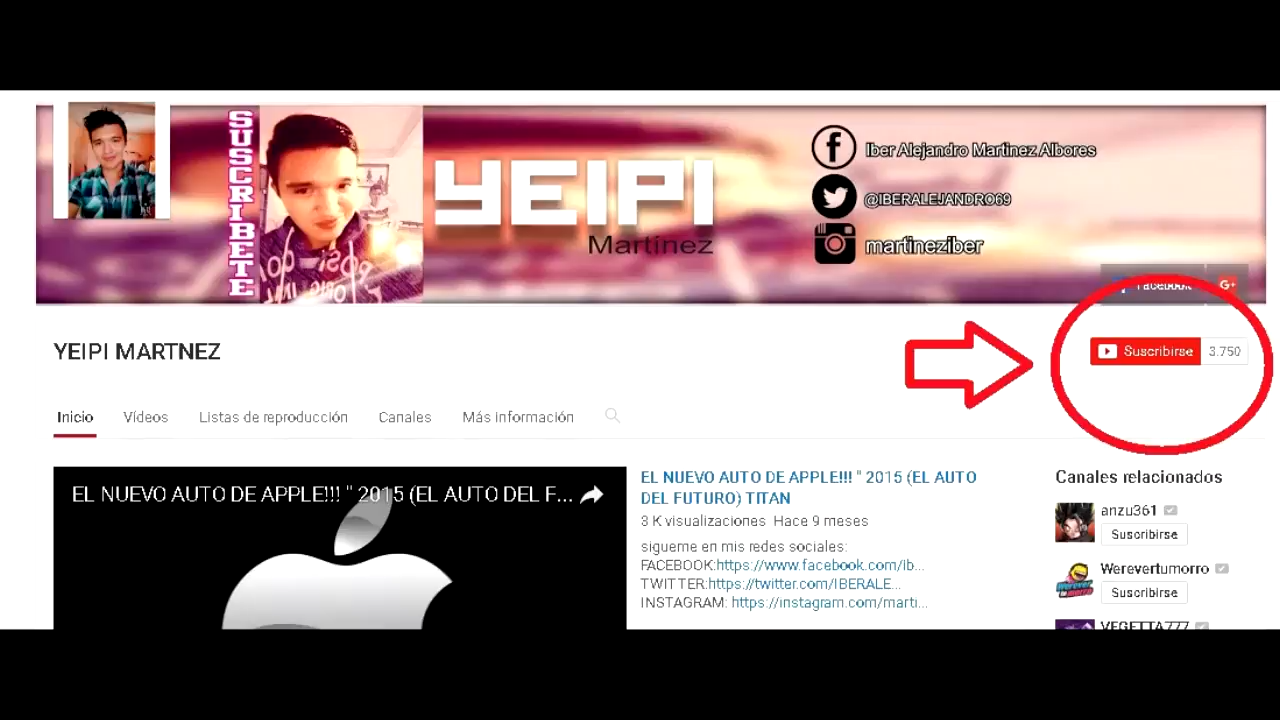 SUSCRIBETE
YEIPI
Martínez
Iber Alejandro Martinez Albores
@IBERALEJANDRO69
martineziber
Facebook
G+
YEIPI MARTNEZ
Suscribirse 3.750
Inicio Vídeos Listas de reproducción Canales Más información
EL NUEVO AUTO DE APPLE!!! " 2015 (EL AUTO DEL F...
EL NUEVO AUTO DE APPLE!!! " 2015 (EL AUTO
DEL FUTURO) TITAN
3 K visualizaciones Hace 9 meses
sigueme en mis redes sociales:
FACEBOOK:https://www.facebook.com/Ib...
TWITTER:https://twitter.com/IBERALE...
INSTAGRAM: https://instagram.com/marti...
Canales relacionados
anzu361
Suscribirse
Werevertumorro
Suscribirse
VEGETTA777